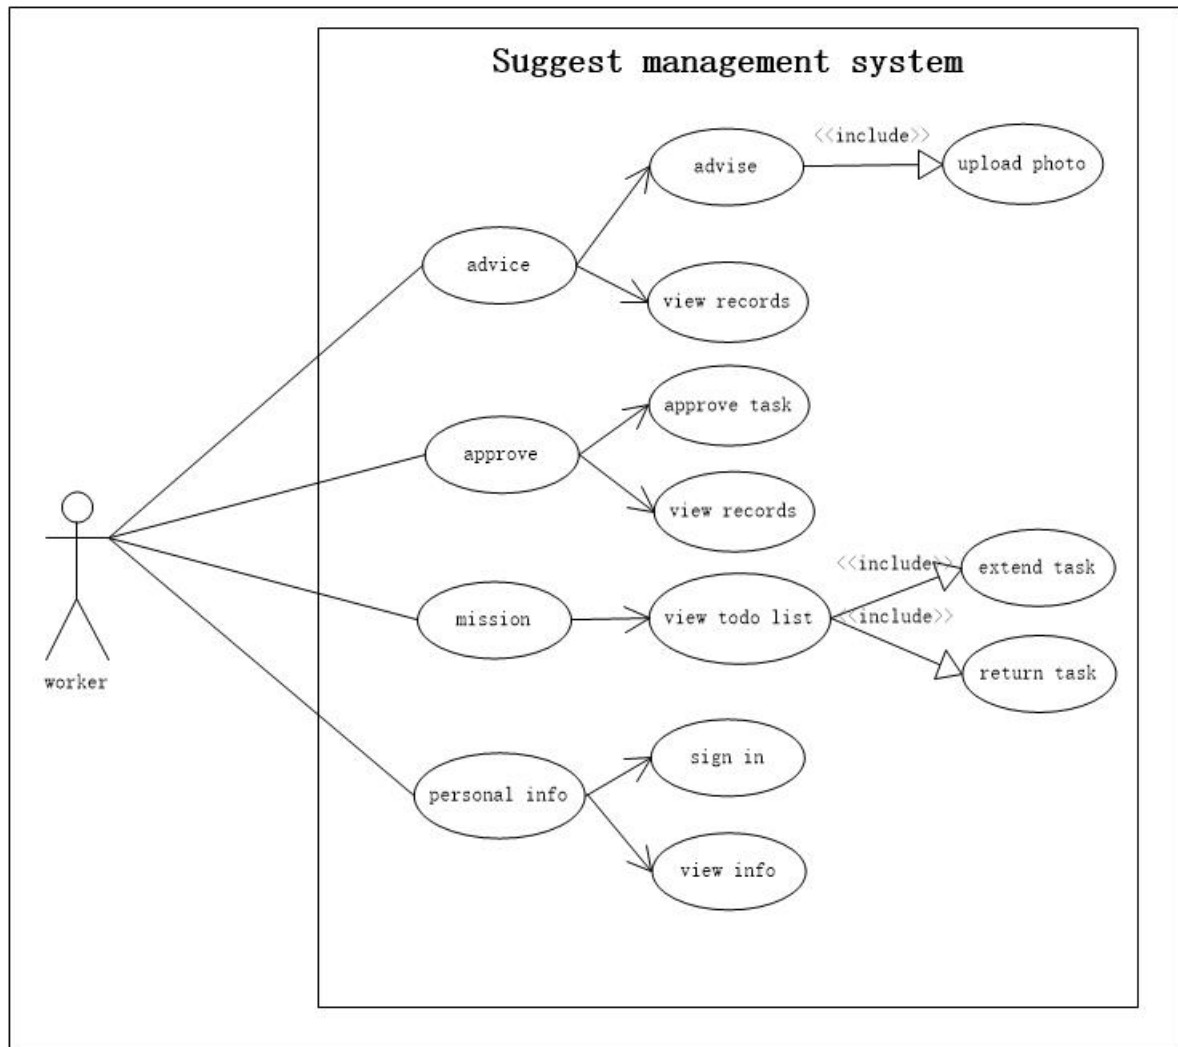 Suggest management system
<<include>>
advise
upload photo
advice
view records
approve task
approve
view records
<<include>>
extend task
mission
view todo list
<<include>>
return task
worker
sign in
personal info
view info